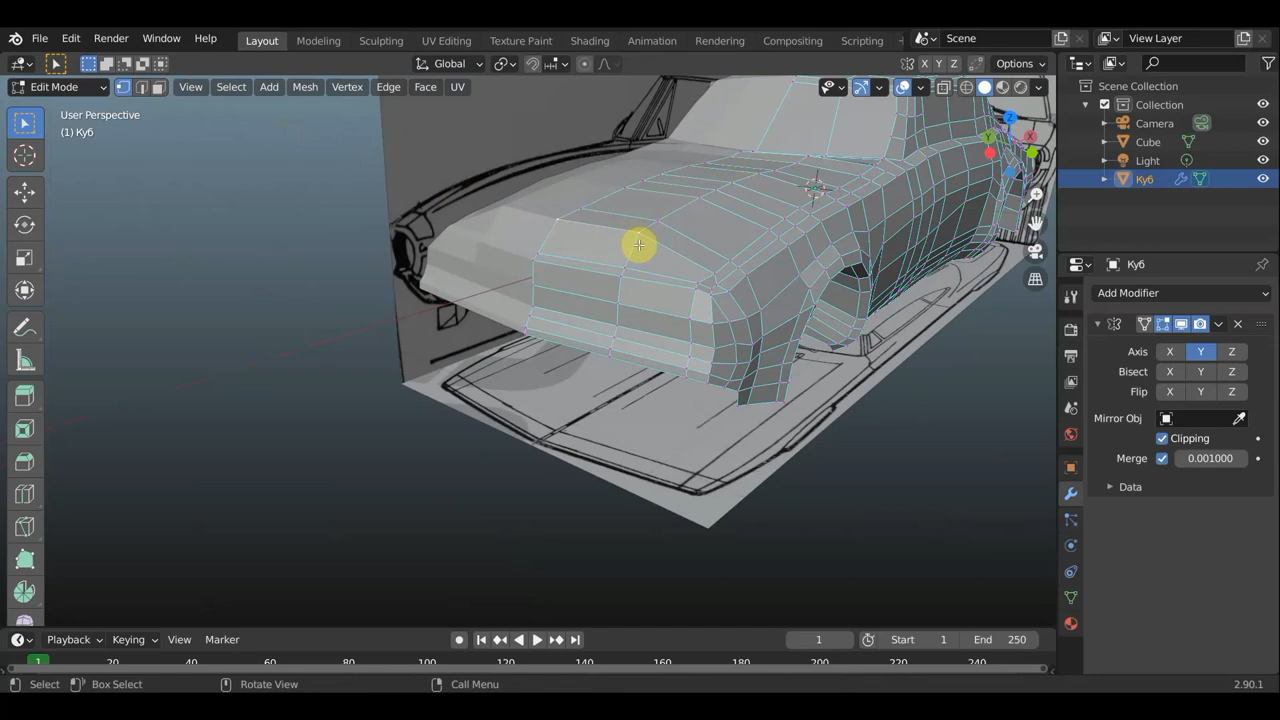 File Edit Render Window Help Layout Modeling Sculpting UV Editing Texture Paint Shading Animation Rendering Compositing Scripting Scene View Layer
Global X Y Z Options
Edit Mode View Select Add Mesh Vertex Edge Face UV
User Perspective
(1) Куб
Z
Y
X
Scene Collection
Collection
Camera
Cube
Light
Куб
Куб
Add Modifier
Axis X Y Z
Bisect X Y Z
Flip X Y Z
Mirror Obj
Clipping
Merge 0.001000
Data
Playback Keying View Marker 1 Start 1 End 250
1 20 40 60 80 100 120 140 160 180 200 220 240
Select Box Select Rotate View Call Menu 2.90.1